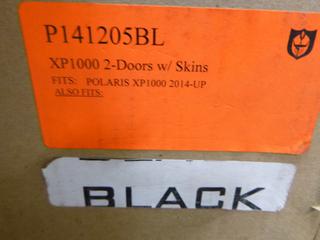 P141205BL
XP1000 2-Doors w/ Skins
FITS: POLARIS XP1000 2014-UP
ALSO FITS:
BLACK